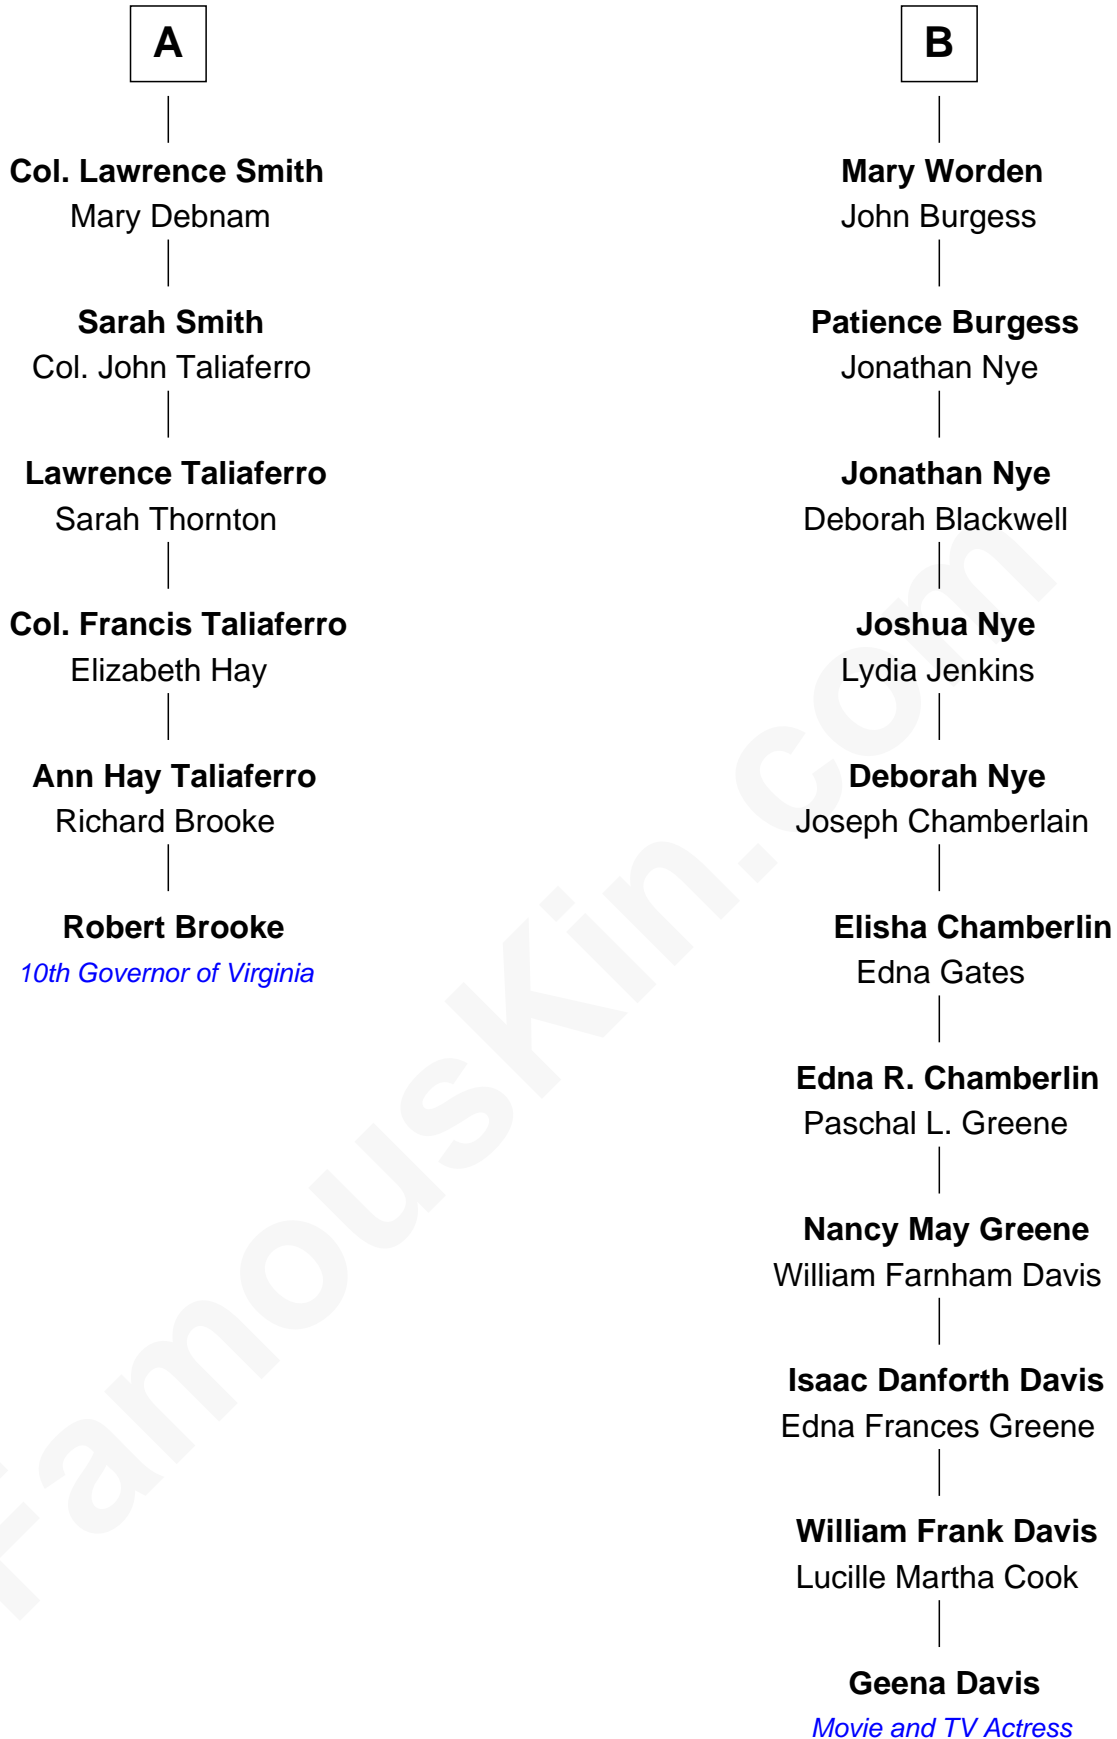 A
Col. Lawrence Smith
Mary Debnam
Sarah Smith
Col. John Taliaferro
Lawrence Taliaferro
Sarah Thornton
Col. Francis Taliaferro
Elizabeth Hay
Ann Hay Taliaferro
Richard Brooke
Robert Brooke
10th Governor of Virginia
B
Mary Worden
John Burgess
Patience Burgess
Jonathan Nye
Jonathan Nye
Deborah Blackwell
Joshua Nye
Lydia Jenkins
Deborah Nye
Joseph Chamberlain
Elisha Chamberlin
Edna Gates
Edna R. Chamberlin
Paschal L. Greene
Nancy May Greene
William Farnham Davis
Isaac Danforth Davis
Edna Frances Greene
William Frank Davis
Lucille Martha Cook
Geena Davis
Movie and TV Actress
FamousKin.com